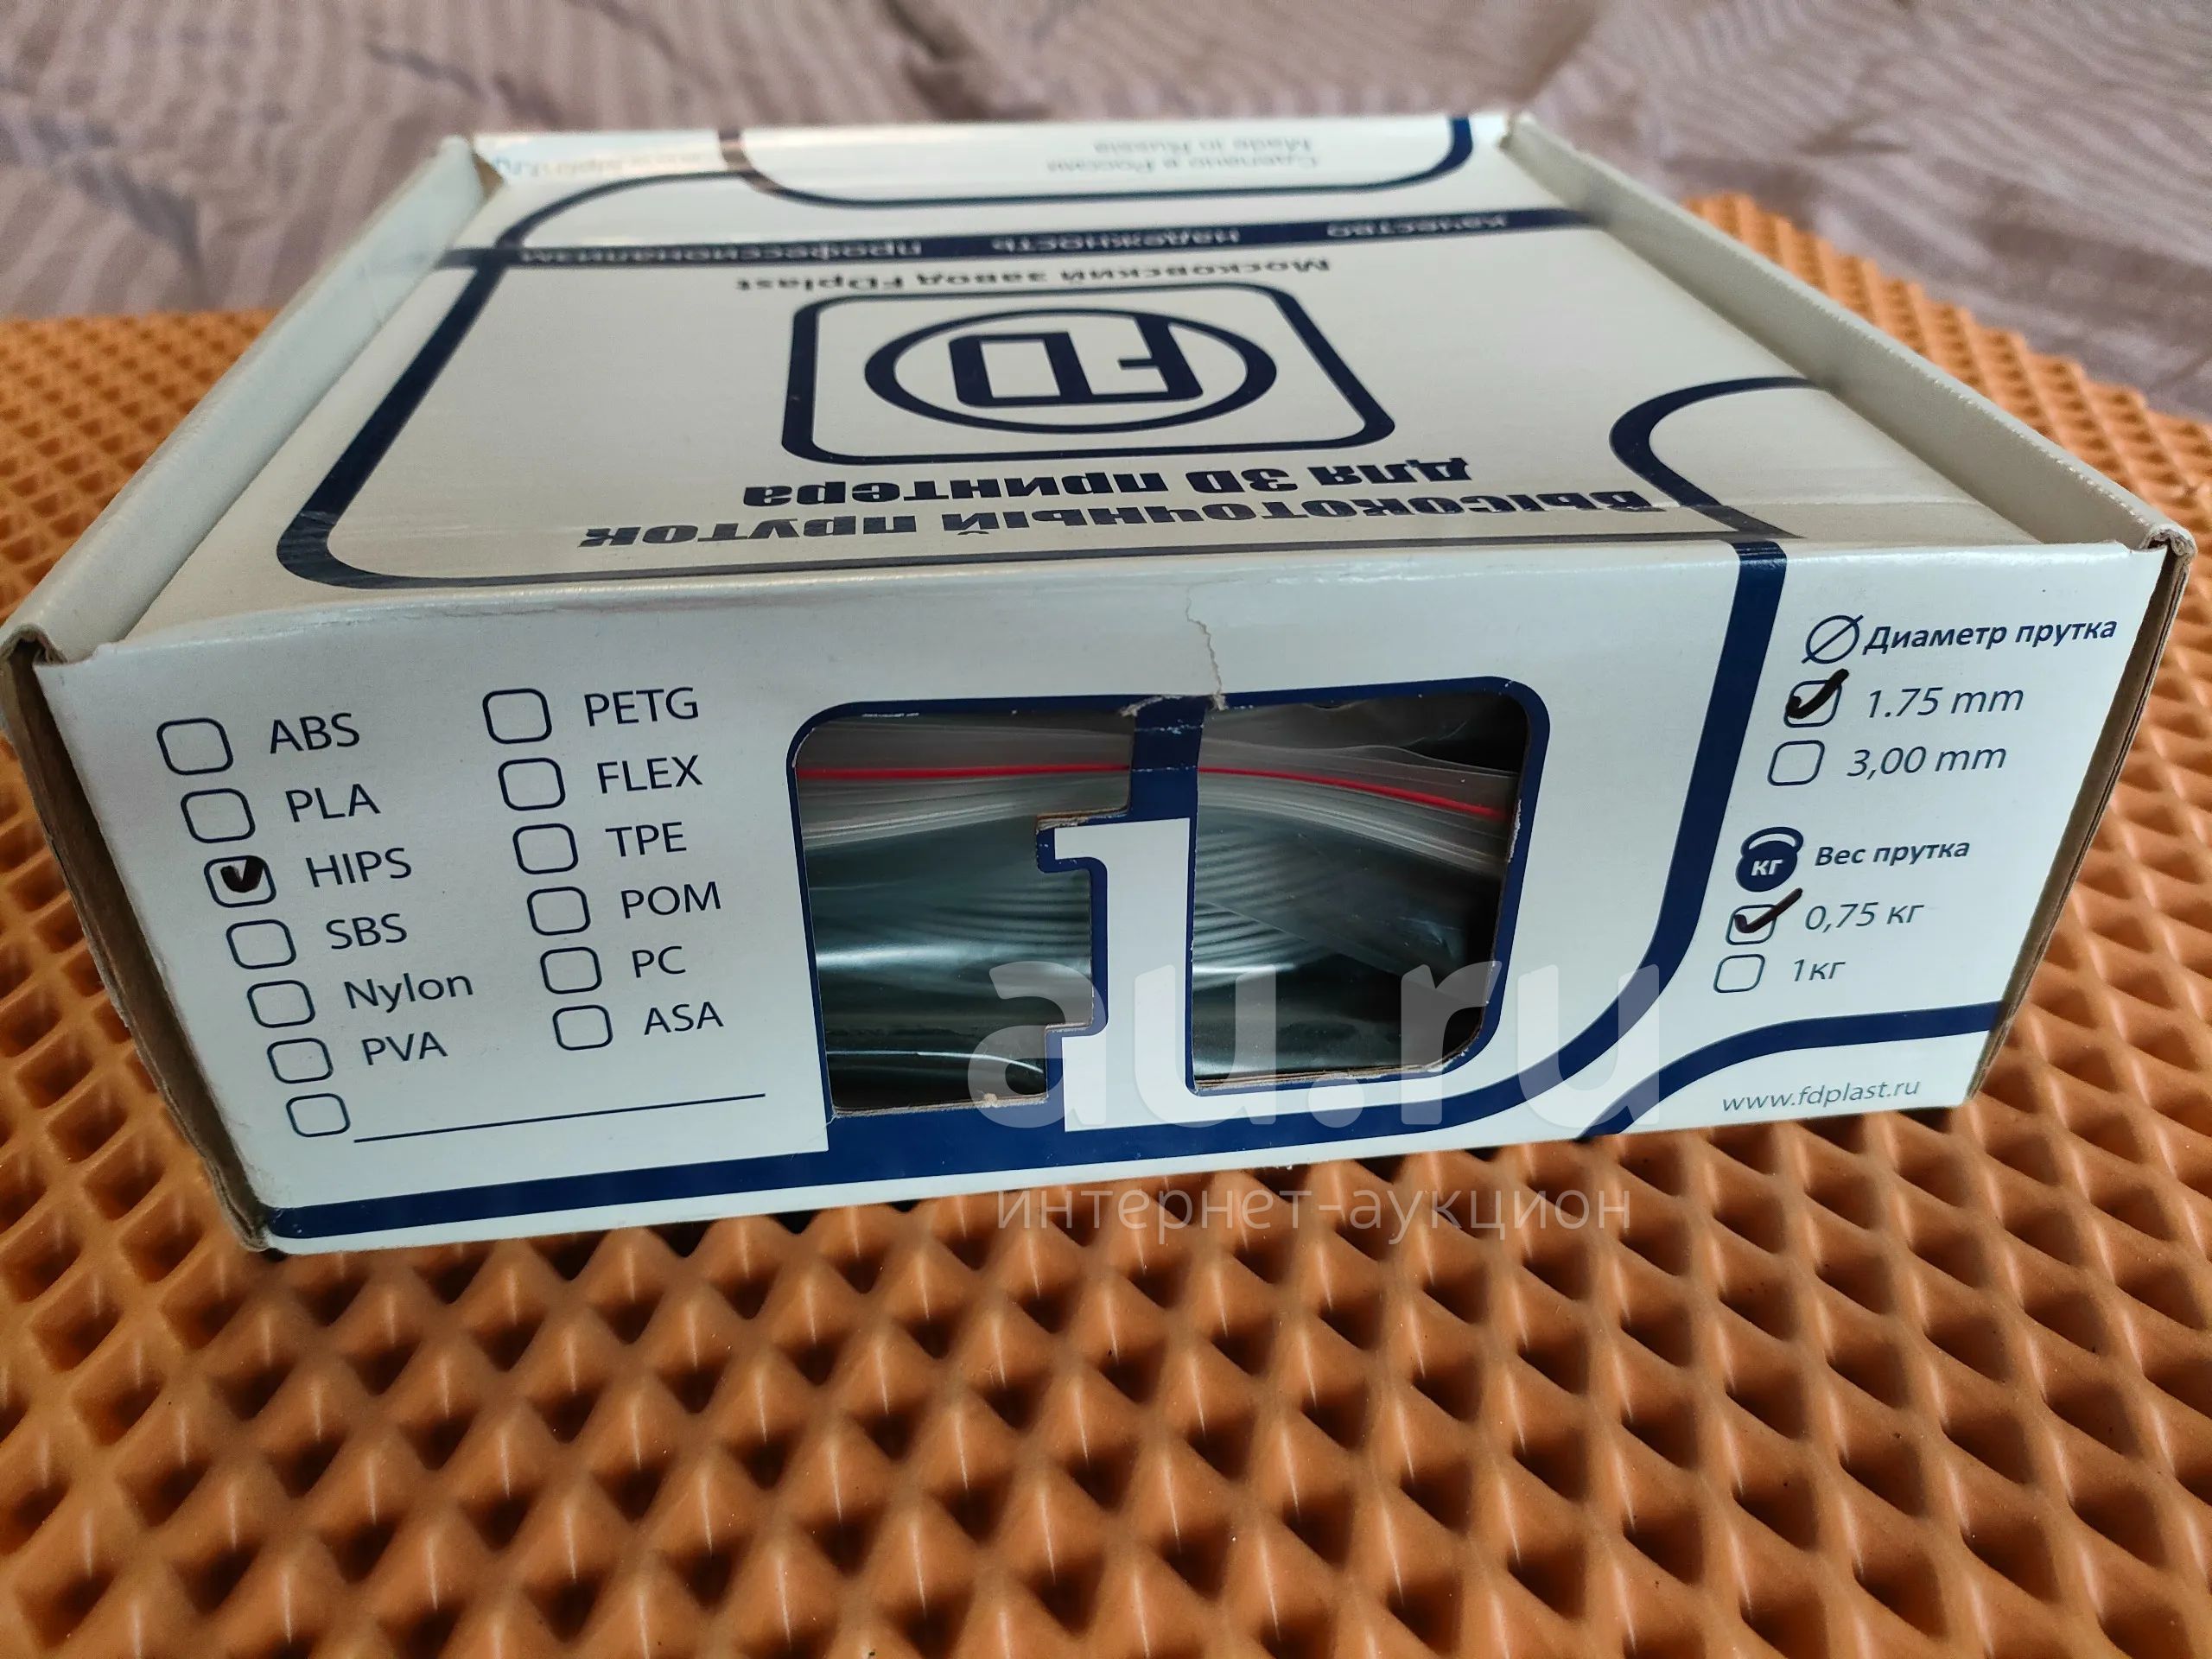 Сделано в России
Made in Russia
качество надежность профессионализм
Московский завод FDplast
FD
Высокоточный пруток
для 3D принтера
ABS
PLA
HIPS
SBS
Nylon
PVA
PETG
FLEX
TPE
POM
PC
ASA
Диаметр прутка
1.75 mm
3,00 mm
кг Вес прутка
0,75 кг
1кг
www.fdplast.ru
au.ru
интернет-аукцион